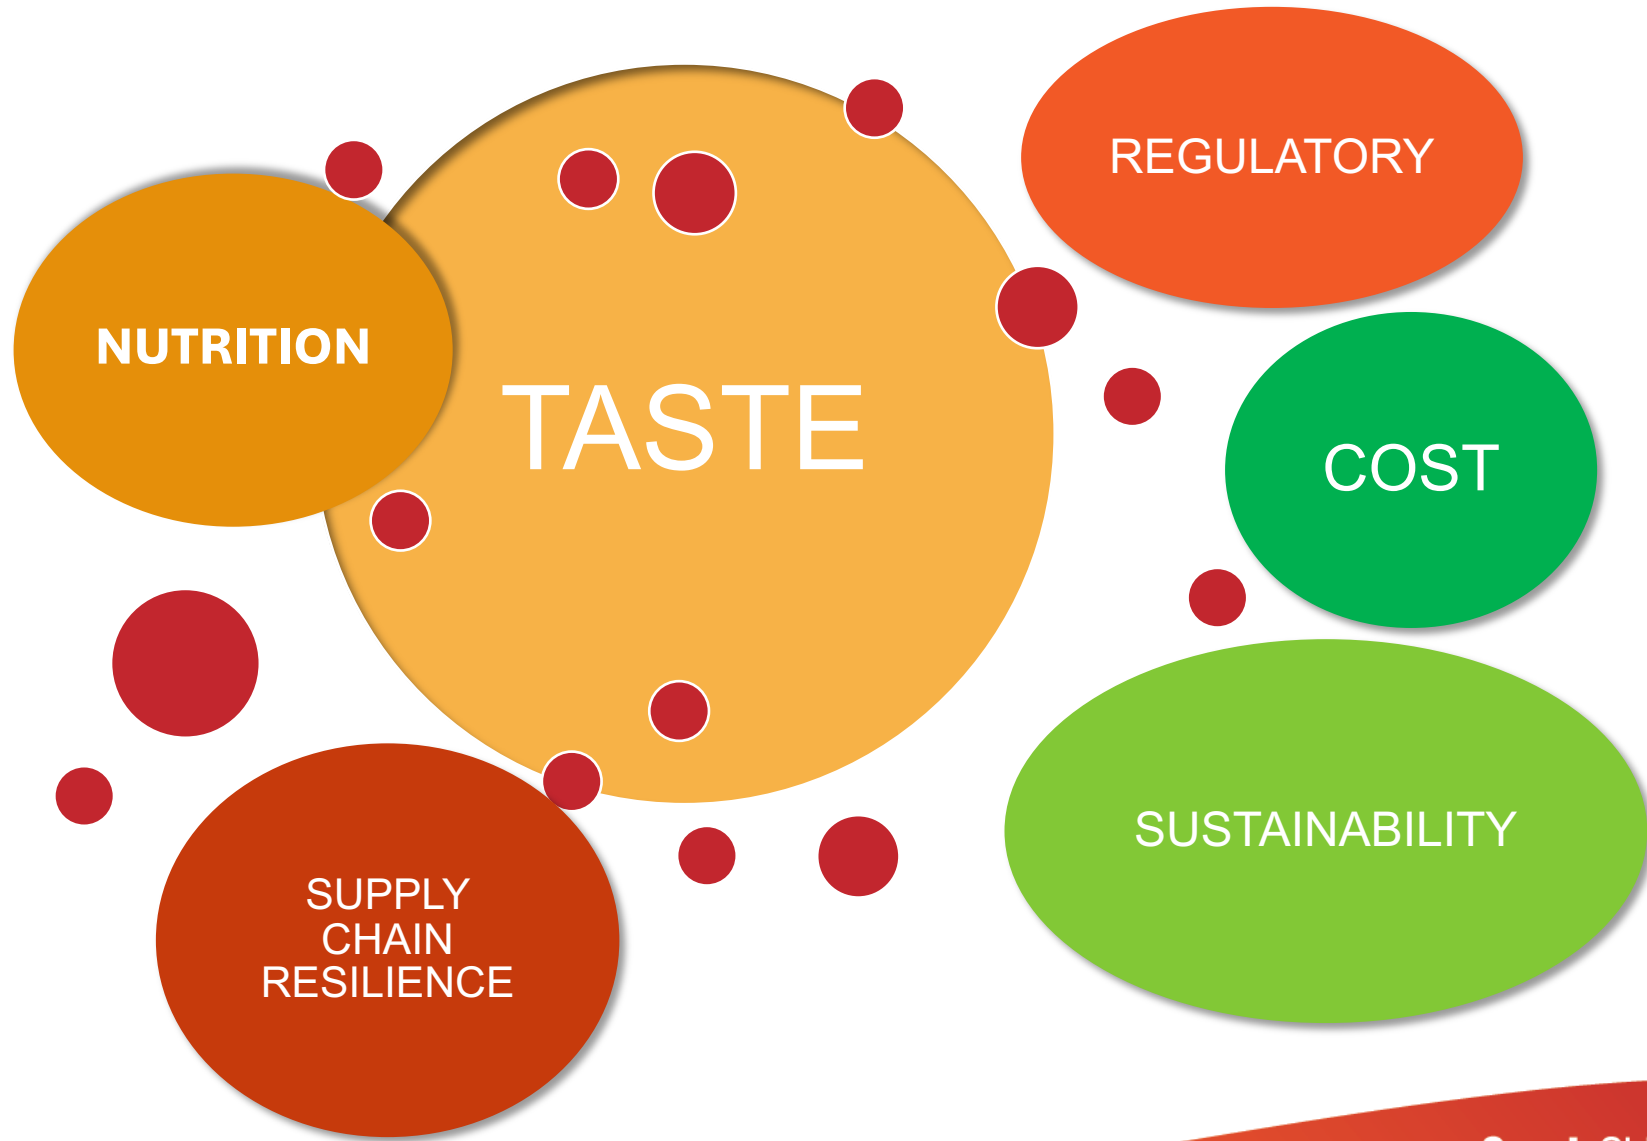 REGULATORY
NUTRITION
TASTE
COST
SUSTAINABILITY
SUPPLY
CHAIN
RESILIENCE